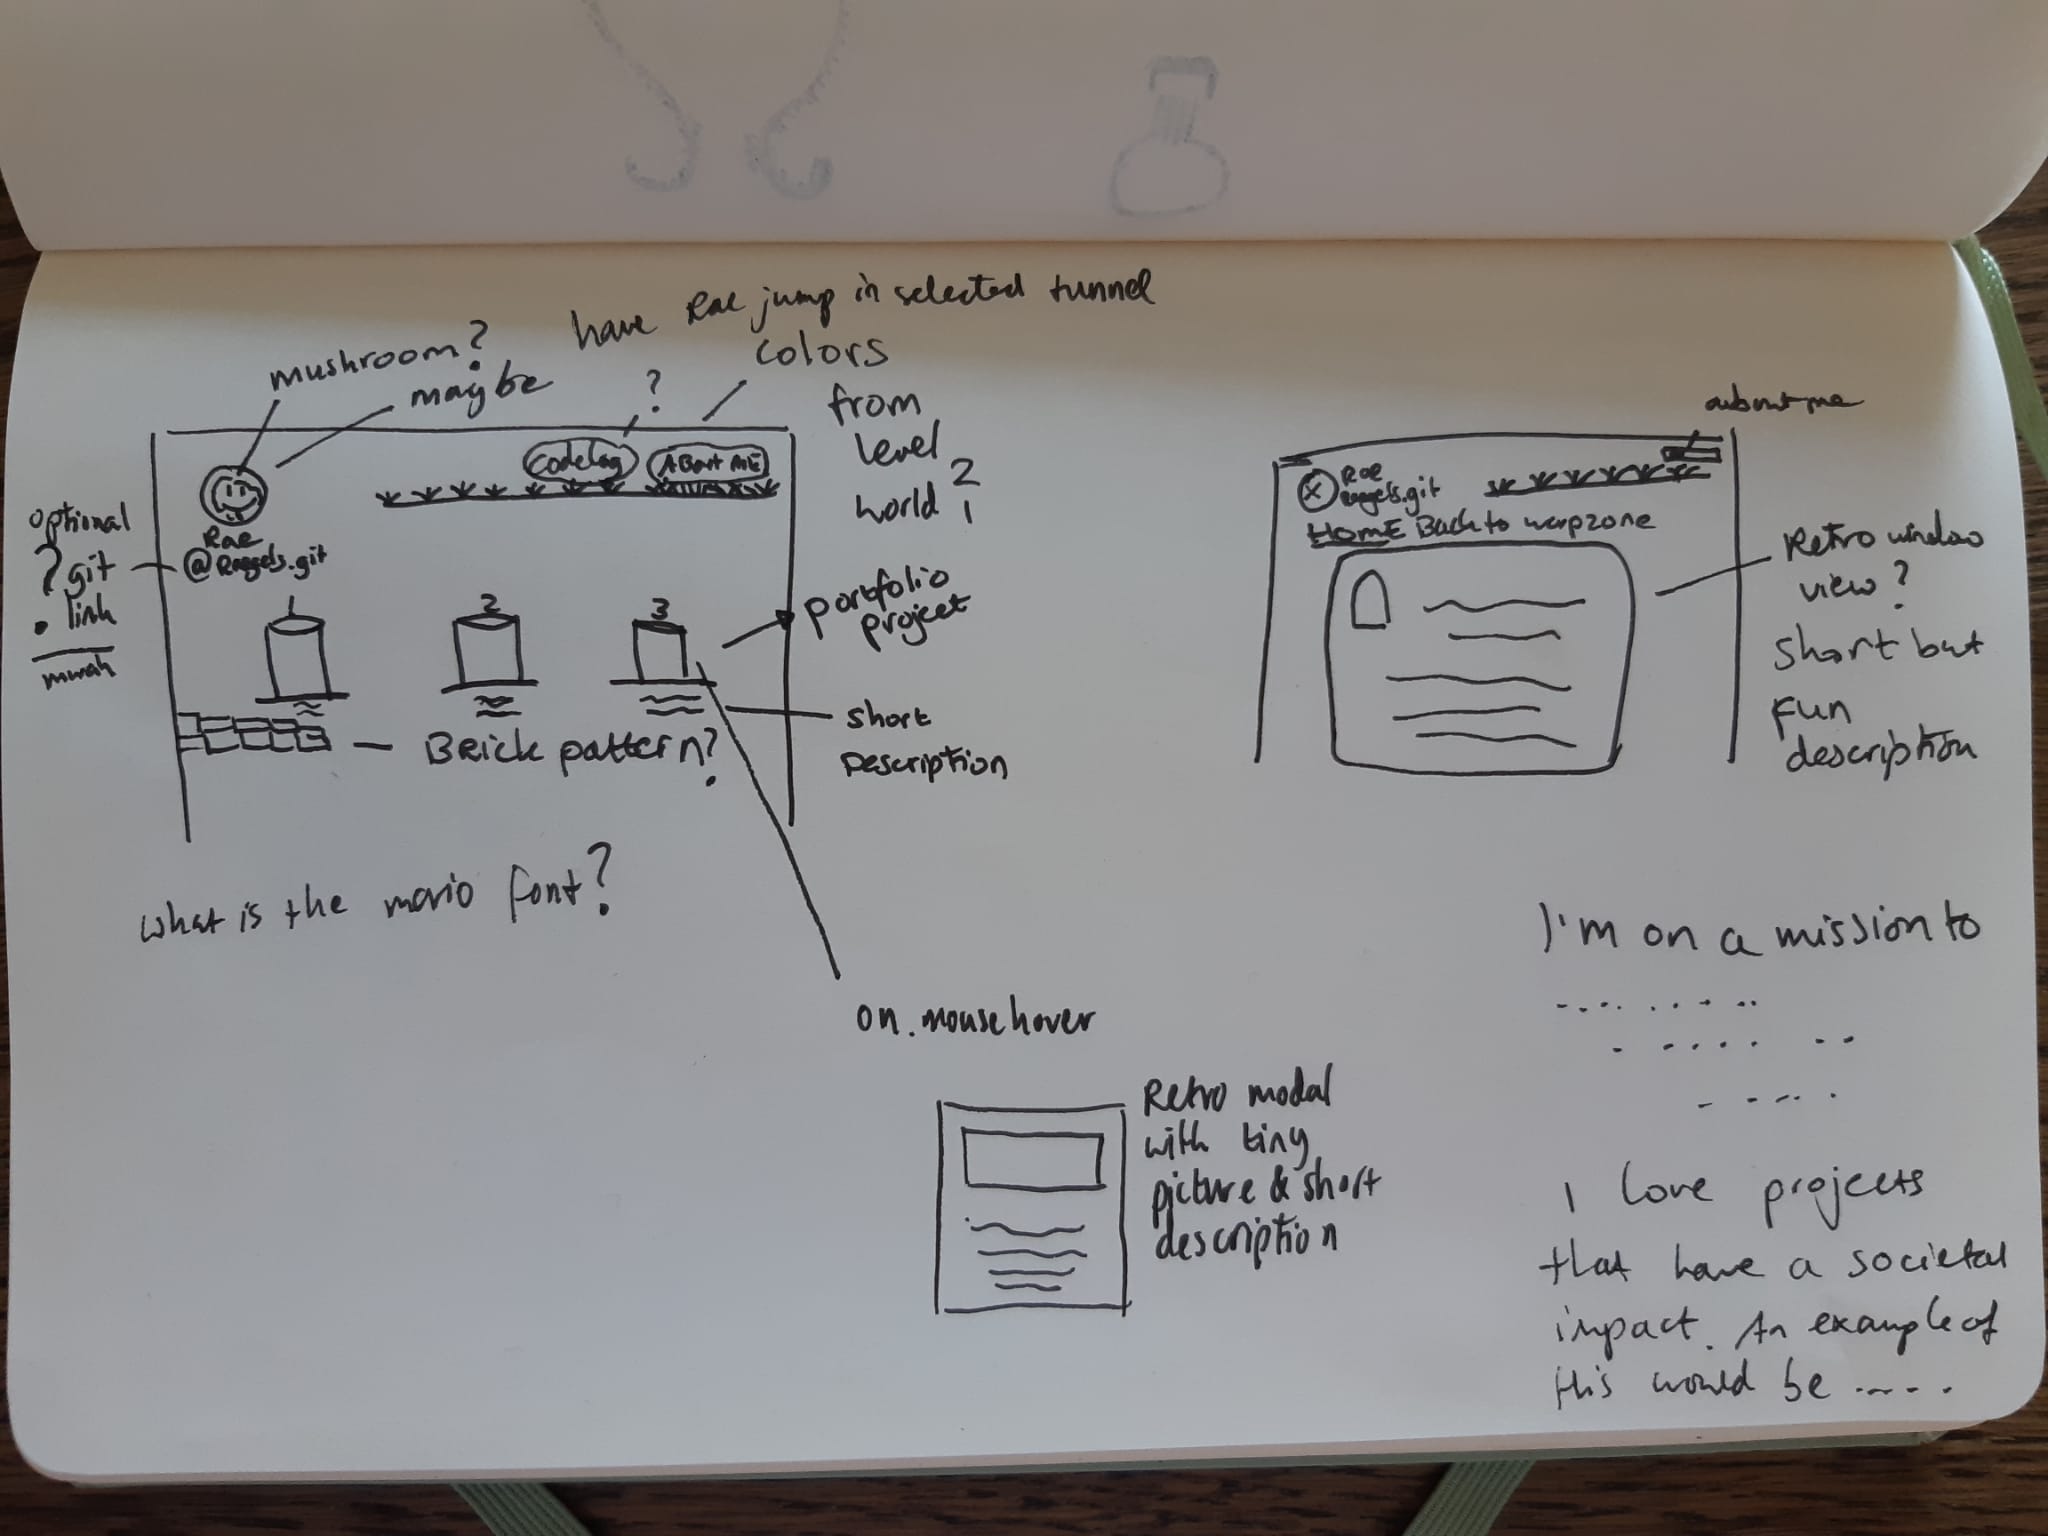 have Rae jump in selected tunnel
mushroom?
maybe
?
colors
from
level
2
world 1
Codelog
ABout ME
optional
? git
link
mwah
Rae
@Raggels.git
1
2
3
portfolio
project
short
Description
Brick pattern?
what is the mario font?
on.mousehover
Retro modal
with tiny
picture & short
description
about me
Rae
Raggels.git
HOME Back to warpzone
Retro window
view?
short but
fun
description
I'm on a mission to
I love projects
that have a societal
impact. An example of
this would be .....